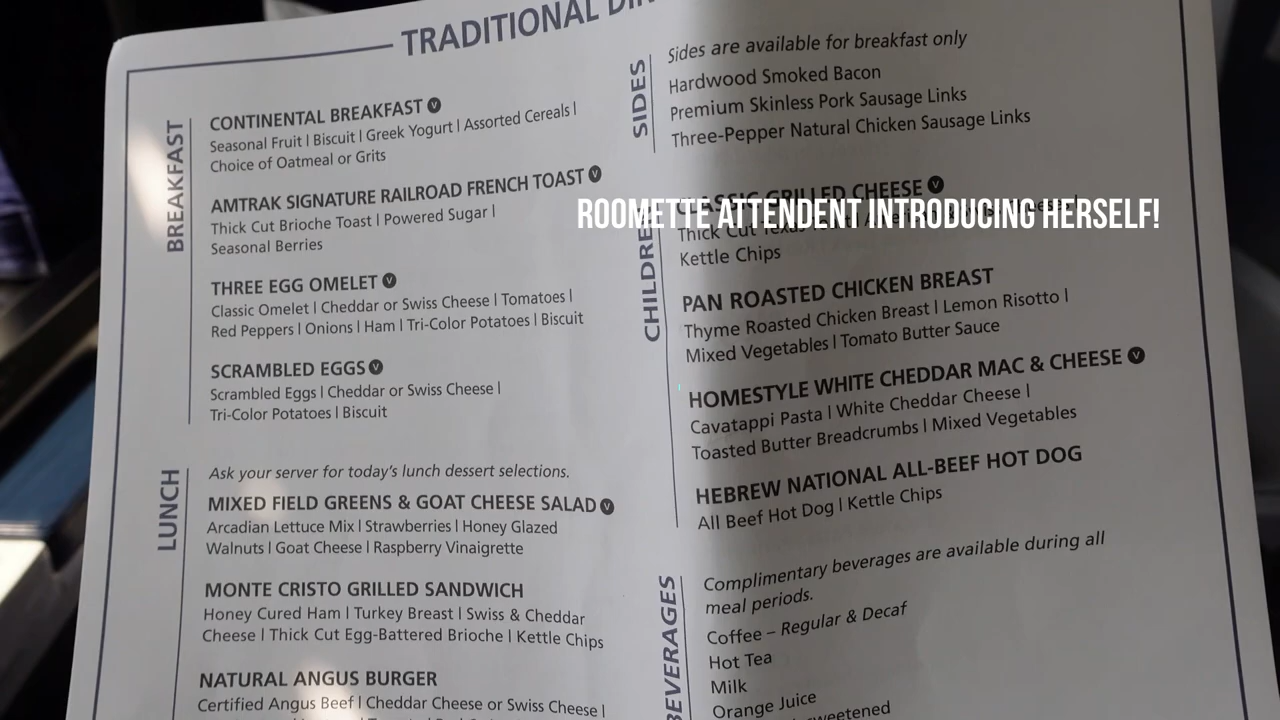 TRADITIONAL
BREAKFAST
CONTINENTAL BREAKFAST V
Seasonal Fruit | Biscuit | Greek Yogurt | Assorted Cereals |
Choice of Oatmeal or Grits
AMTRAK SIGNATURE RAILROAD FRENCH TOAST V
Thick Cut Brioche Toast | Powered Sugar |
Seasonal Berries
THREE EGG OMELET V
Classic Omelet | Cheddar or Swiss Cheese | Tomatoes |
Red Peppers | Onions | Ham | Tri-Color Potatoes | Biscuit
SCRAMBLED EGGS V
Scrambled Eggs | Cheddar or Swiss Cheese |
Tri-Color Potatoes | Biscuit
LUNCH
Ask your server for today's lunch dessert selections.
MIXED FIELD GREENS & GOAT CHEESE SALAD V
Arcadian Lettuce Mix | Strawberries | Honey Glazed
Walnuts | Goat Cheese | Raspberry Vinaigrette
MONTE CRISTO GRILLED SANDWICH
Honey Cured Ham | Turkey Breast | Swiss & Cheddar
Cheese | Thick Cut Egg-Battered Brioche | Kettle Chips
NATURAL ANGUS BURGER
Certified Angus Beef | Cheddar Cheese or Swiss Cheese |
SIDES
Sides are available for breakfast only
Hardwood Smoked Bacon
Premium Skinless Pork Sausage Links
Three-Pepper Natural Chicken Sausage Links
CLASSIC GRILLED CHEESE V
ROOMETTE ATTENDENT INTRODUCING HERSELF!
Thick Cut Texas
Kettle Chips
PAN ROASTED CHICKEN BREAST
Thyme Roasted Chicken Breast | Lemon Risotto |
Mixed Vegetables | Tomato Butter Sauce
HOMESTYLE WHITE CHEDDAR MAC & CHEESE V
Cavatappi Pasta | White Cheddar Cheese |
Toasted Butter Breadcrumbs | Mixed Vegetables
HEBREW NATIONAL ALL-BEEF HOT DOG
All Beef Hot Dog | Kettle Chips
BEVERAGES
Complimentary beverages are available during all
meal periods.
Coffee – Regular & Decaf
Hot Tea
Milk
Orange Juice